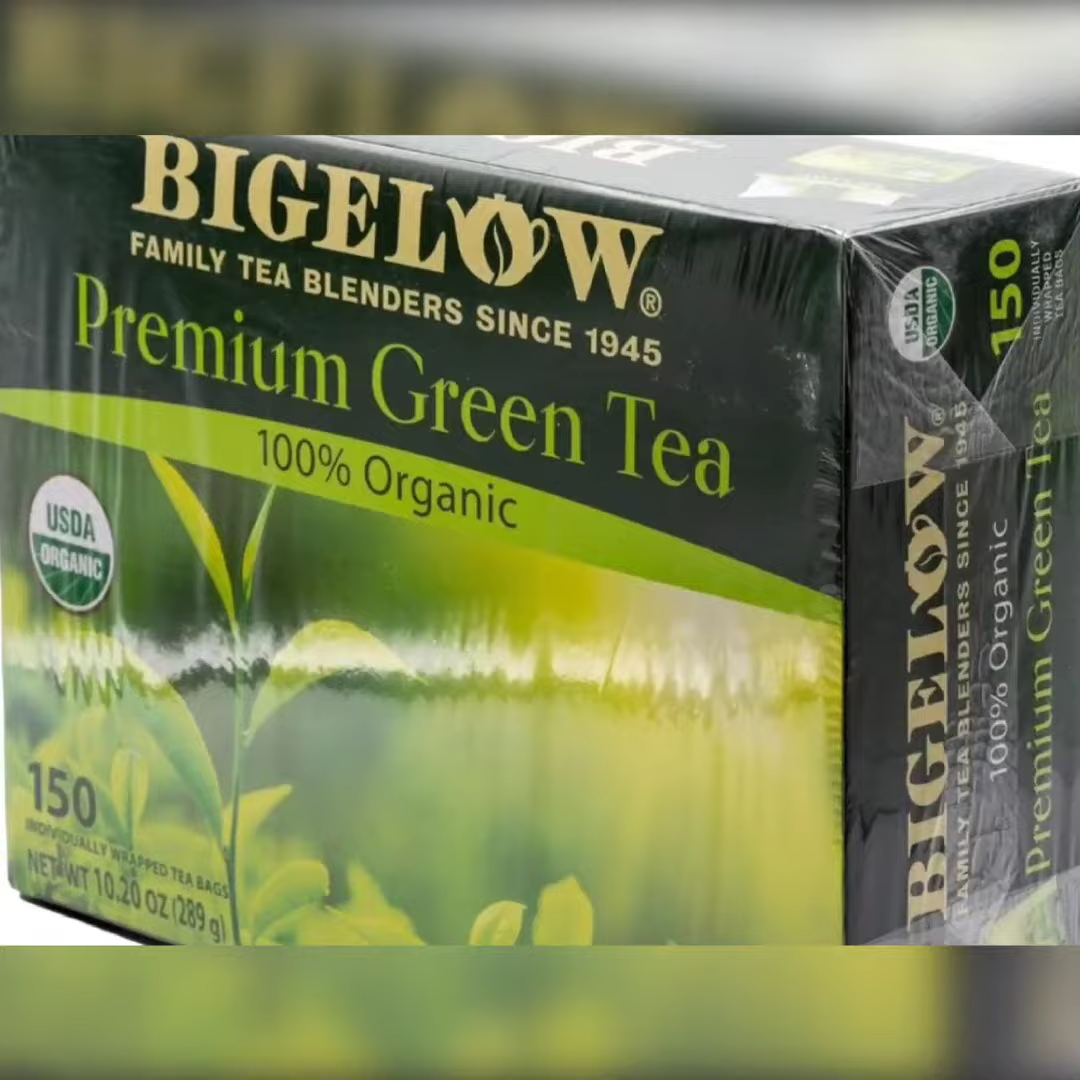 BIGELOW®
FAMILY TEA BLENDERS SINCE 1945
Premium Green Tea
100% Organic
USDA
ORGANIC
150
INDIVIDUALLY WRAPPED TEA BAGS
NET WT 10.20 OZ (289 g)
USDA
ORGANIC
150
INDIVIDUALLY
WRAPPED
TEA BAGS
BIGELOW®
FAMILY TEA BLENDERS SINCE 1945
100% Organic
Premium Green Tea